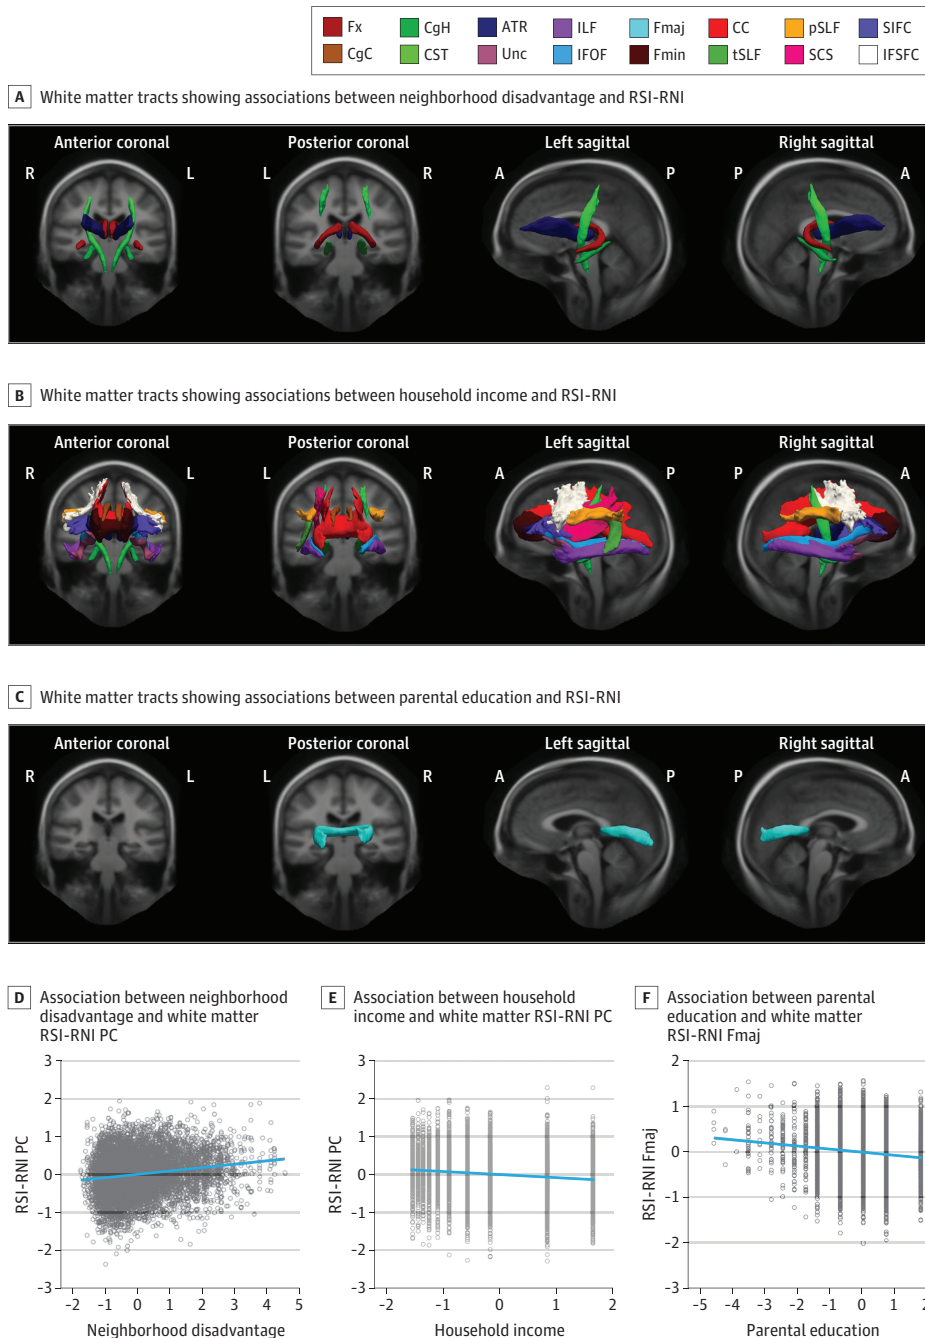 Fx CgH ATR ILF Fmaj CC pSLF SIFC
CgC CST Unc IFOF Fmin tSLF SCS IFSFC
A White matter tracts showing associations between neighborhood disadvantage and RSI-RNI
Anterior coronal Posterior coronal Left sagittal Right sagittal
R L L R A P P A
B White matter tracts showing associations between household income and RSI-RNI
Anterior coronal Posterior coronal Left sagittal Right sagittal
R L L R A P P A
C White matter tracts showing associations between parental education and RSI-RNI
Anterior coronal Posterior coronal Left sagittal Right sagittal
R L L R A P P A
D Association between neighborhood
disadvantage and white matter
RSI-RNI PC
3
2
1
0
-1
-2
-3
RSI-RNI PC
-2 -1 0 1 2 3 4 5
Neighborhood disadvantage
E Association between household
income and white matter RSI-RNI PC
3
2
1
0
-1
-2
-3
RSI-RNI PC
-2 -1 0 1 2
Household income
F Association between parental
education and white matter
RSI-RNI Fmaj
2
1
0
-1
-2
-3
RSI-RNI Fmaj
-5 -4 -3 -2 -1 0 1 2
Parental education